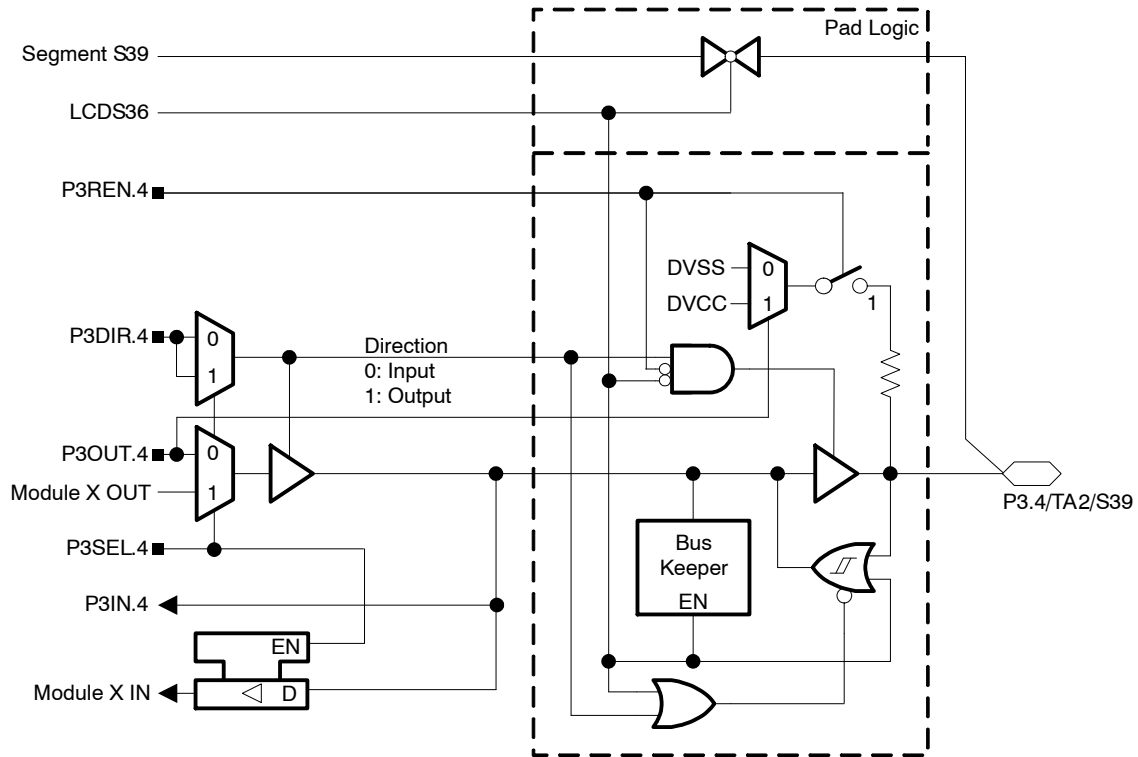 Pad Logic
Segment S39
LCDS36
P3REN.4
DVSS
0
DVCC
1
1
P3DIR.4
0
1
Direction
0: Input
1: Output
P3OUT.4
0
Module X OUT
1
P3.4/TA2/S39
P3SEL.4
Bus
Keeper
EN
P3IN.4
EN
Module X IN
D